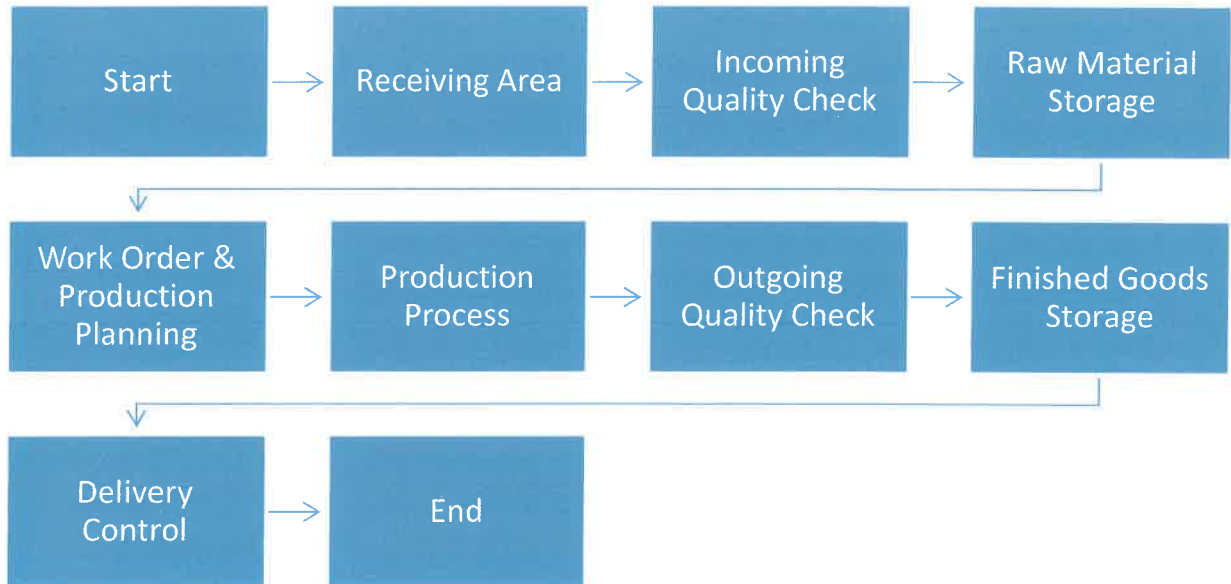 Start
Receiving Area
Incoming
Quality Check
Raw Material
Storage
Work Order &
Production
Planning
Production
Process
Outgoing
Quality Check
Finished Goods
Storage
Delivery
Control
End